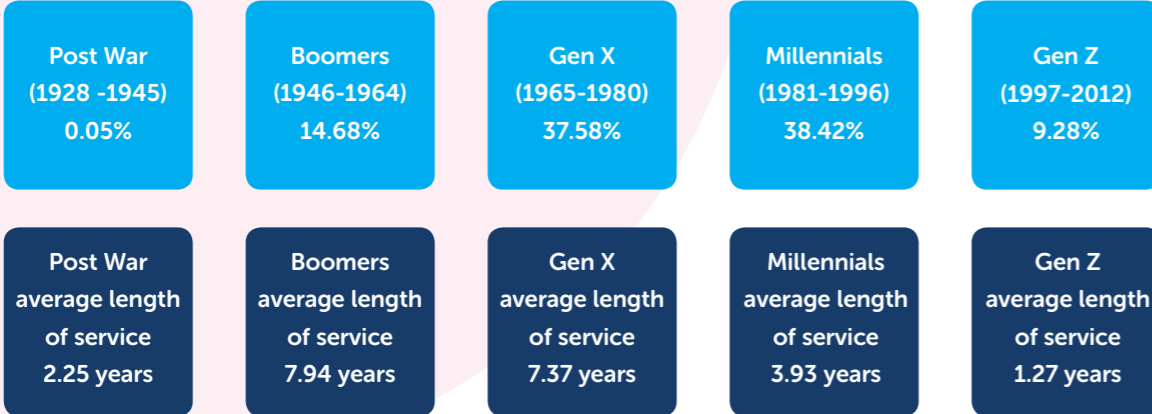 Post War
(1928 -1945)
0.05%
Boomers
(1946-1964)
14.68%
Gen X
(1965-1980)
37.58%
Millennials
(1981-1996)
38.42%
Gen Z
(1997-2012)
9.28%
Post War
average length
of service
2.25 years
Boomers
average length
of service
7.94 years
Gen X
average length
of service
7.37 years
Millennials
average length
of service
3.93 years
Gen Z
average length
of service
1.27 years